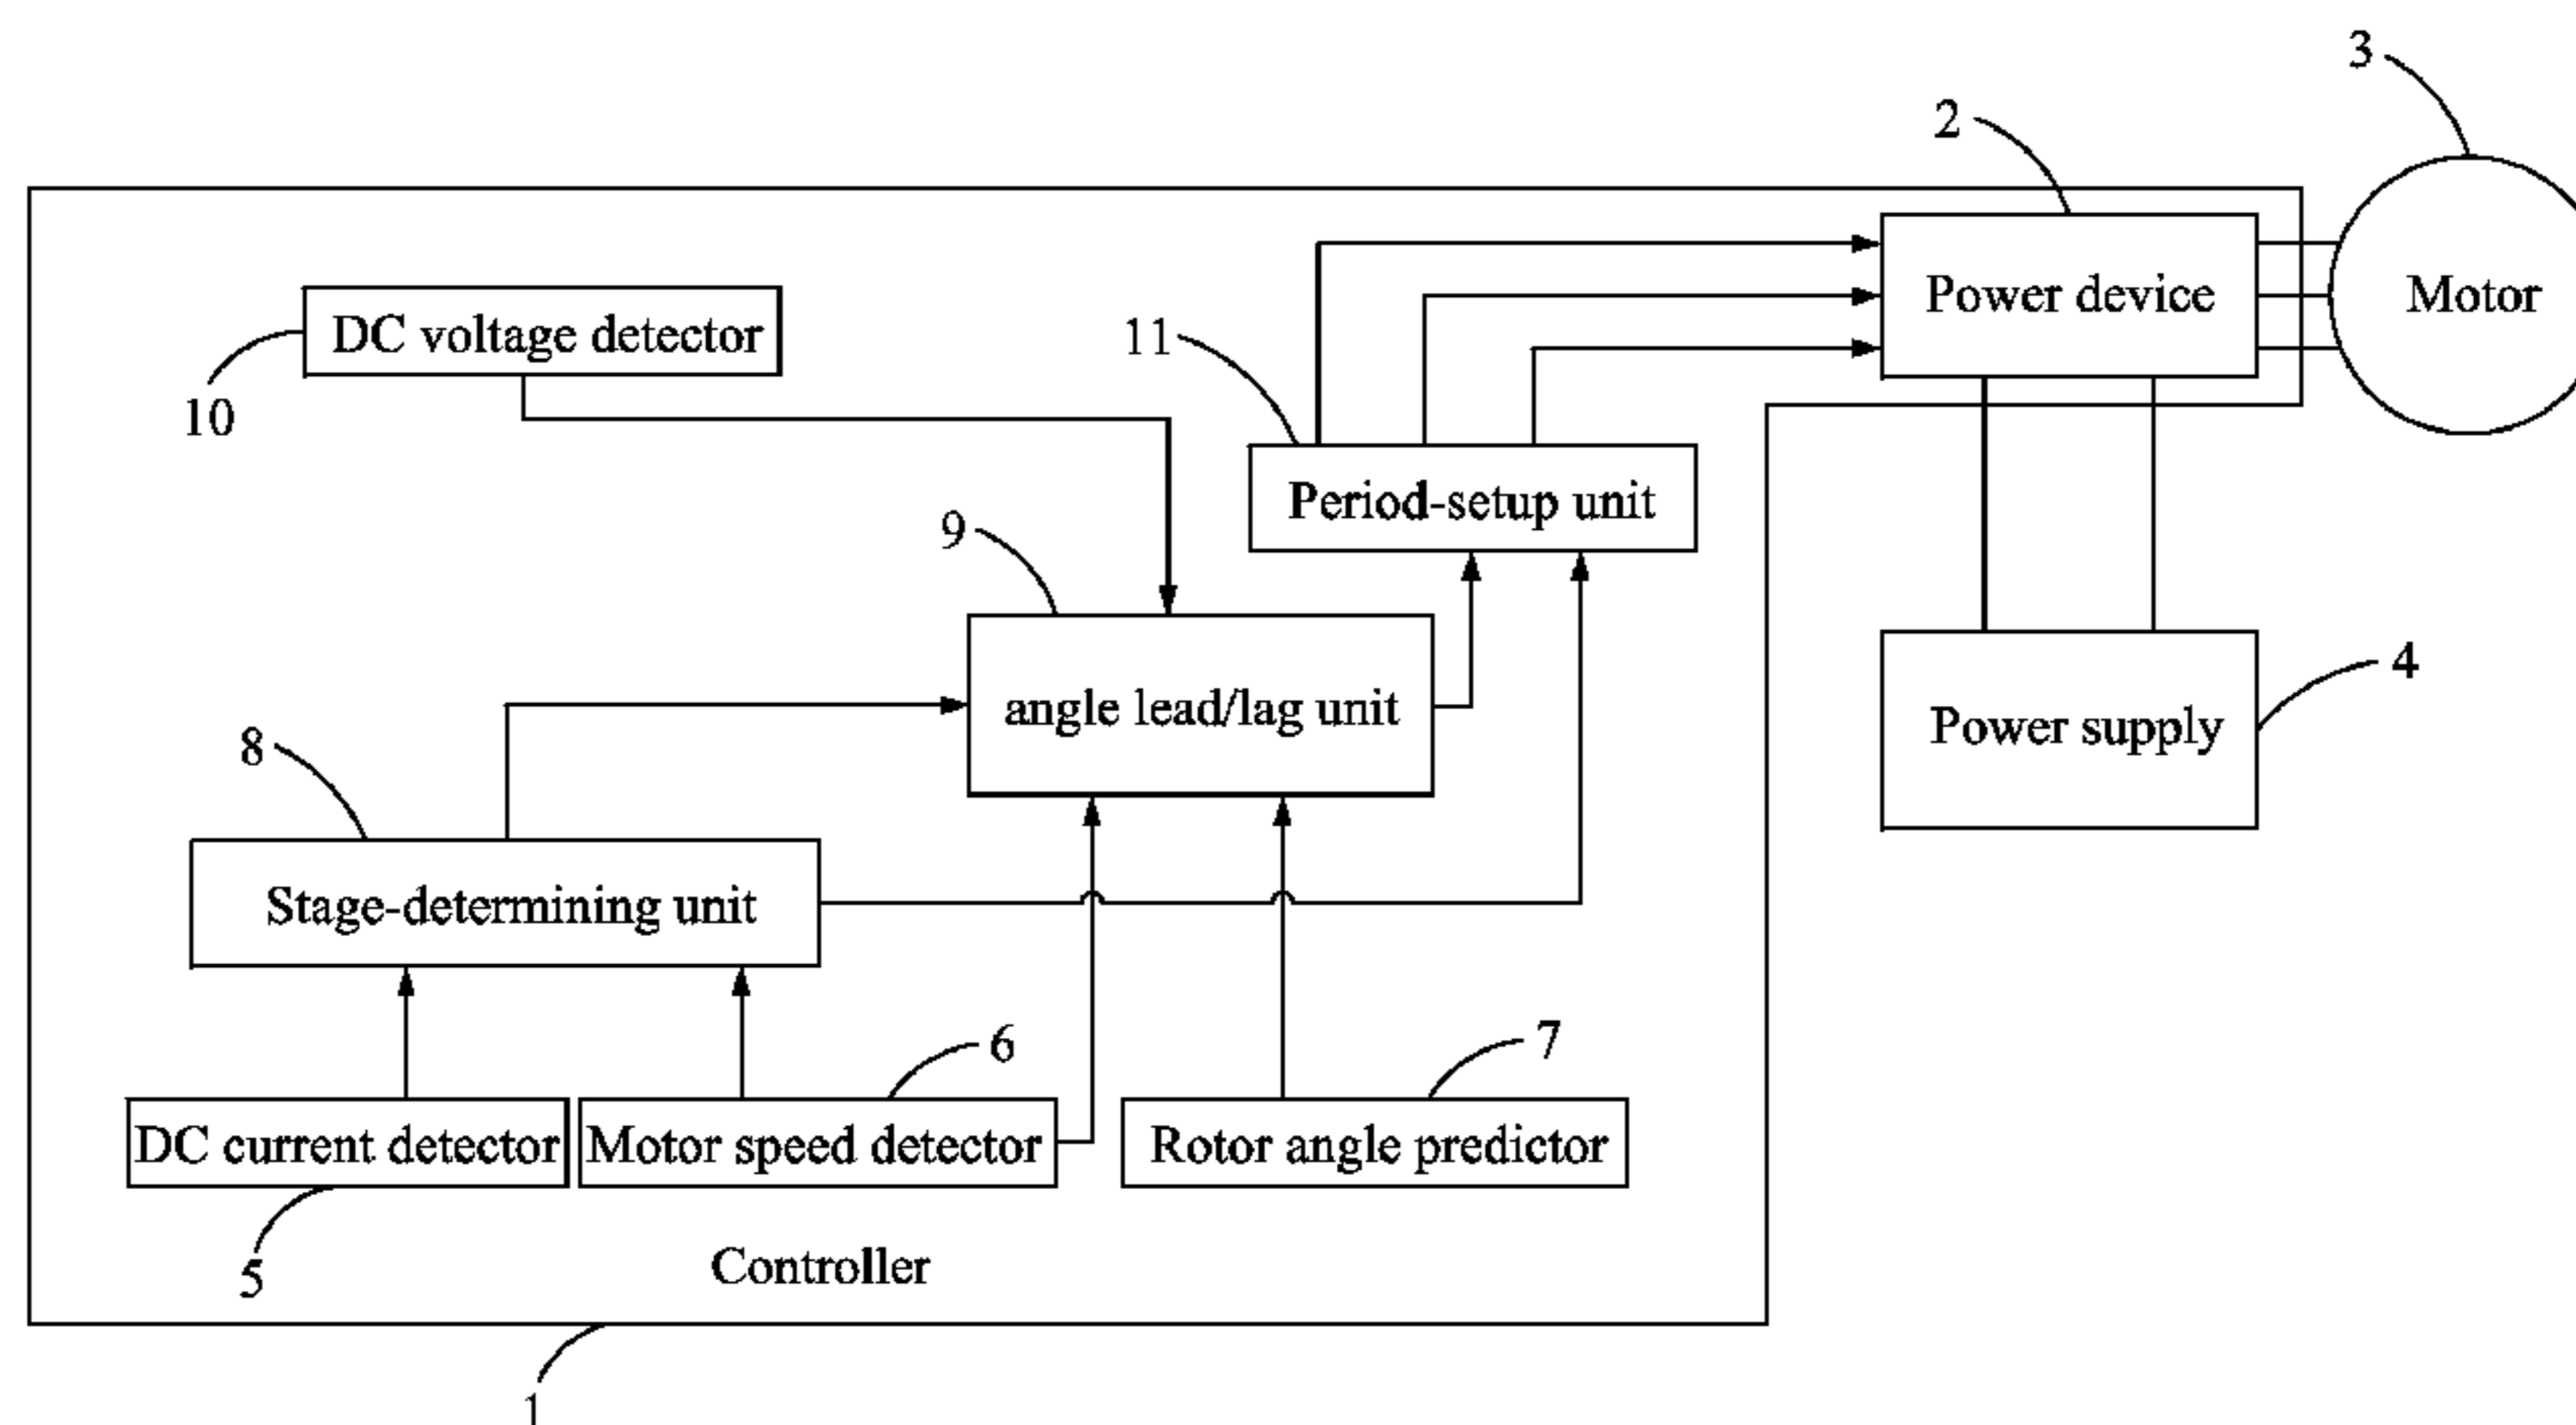 3
2
Power device
Motor
DC voltage detector
11
10
Period-setup unit
9
4
angle lead/lag unit
Power supply
8
Stage-determining unit
6
7
DC current detector
Motor speed detector
Rotor angle predictor
5
Controller
1